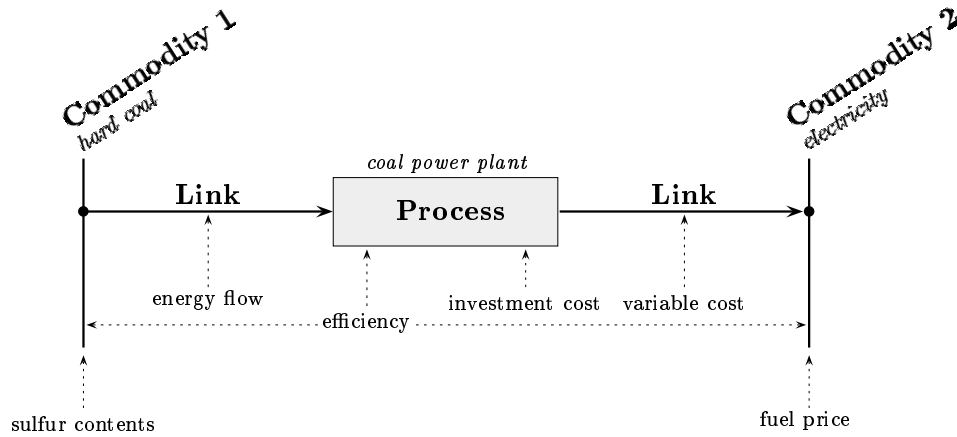 Commodity 1
hard coal
Commodity 2
electricity
coal power plant
Link
Process
Link
energy flow
efficiency
investment cost
variable cost
sulfur contents
fuel price